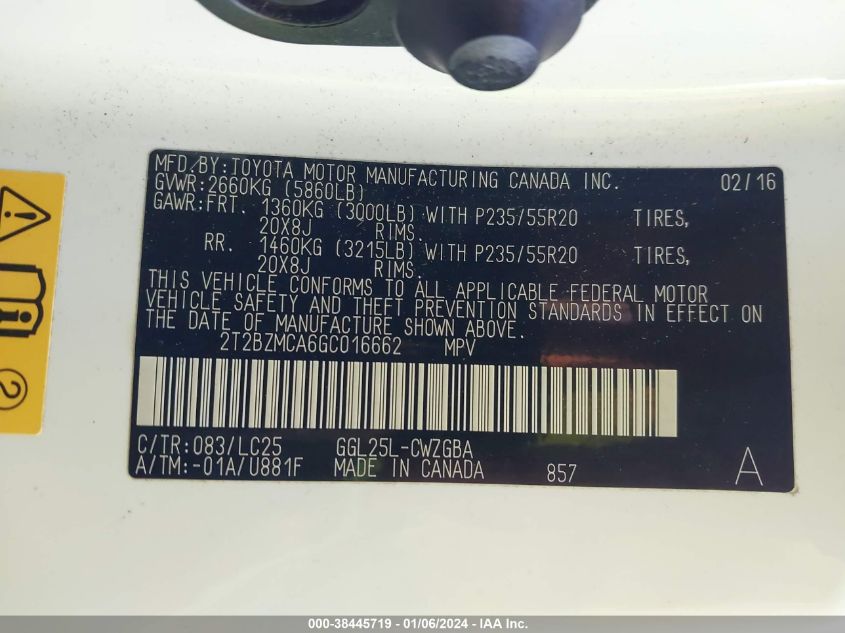 MFD.BY:TOYOTA MOTOR MANUFACTURING CANADA INC. 02/16
GVWR:2660KG (5860LB)
GAWR:FRT. 1360KG (3000LB) WITH P235/55R20 TIRES,
20X8J RIMS.
RR. 1460KG (3215LB) WITH P235/55R20 TIRES,
20X8J RIMS.
THIS VEHICLE CONFORMS TO ALL APPLICABLE FEDERAL MOTOR
VEHICLE SAFETY AND THEFT PREVENTION STANDARDS IN EFFECT ON
THE DATE OF MANUFACTURE SHOWN ABOVE.
2T2BZMCA6GC016662 MPV
C/TR:083/LC25 GGL25L-CWZGBA
A/TM:-01A/U881F MADE IN CANADA 857 A
2
000-38445719 - 01/06/2024 - IAA Inc.